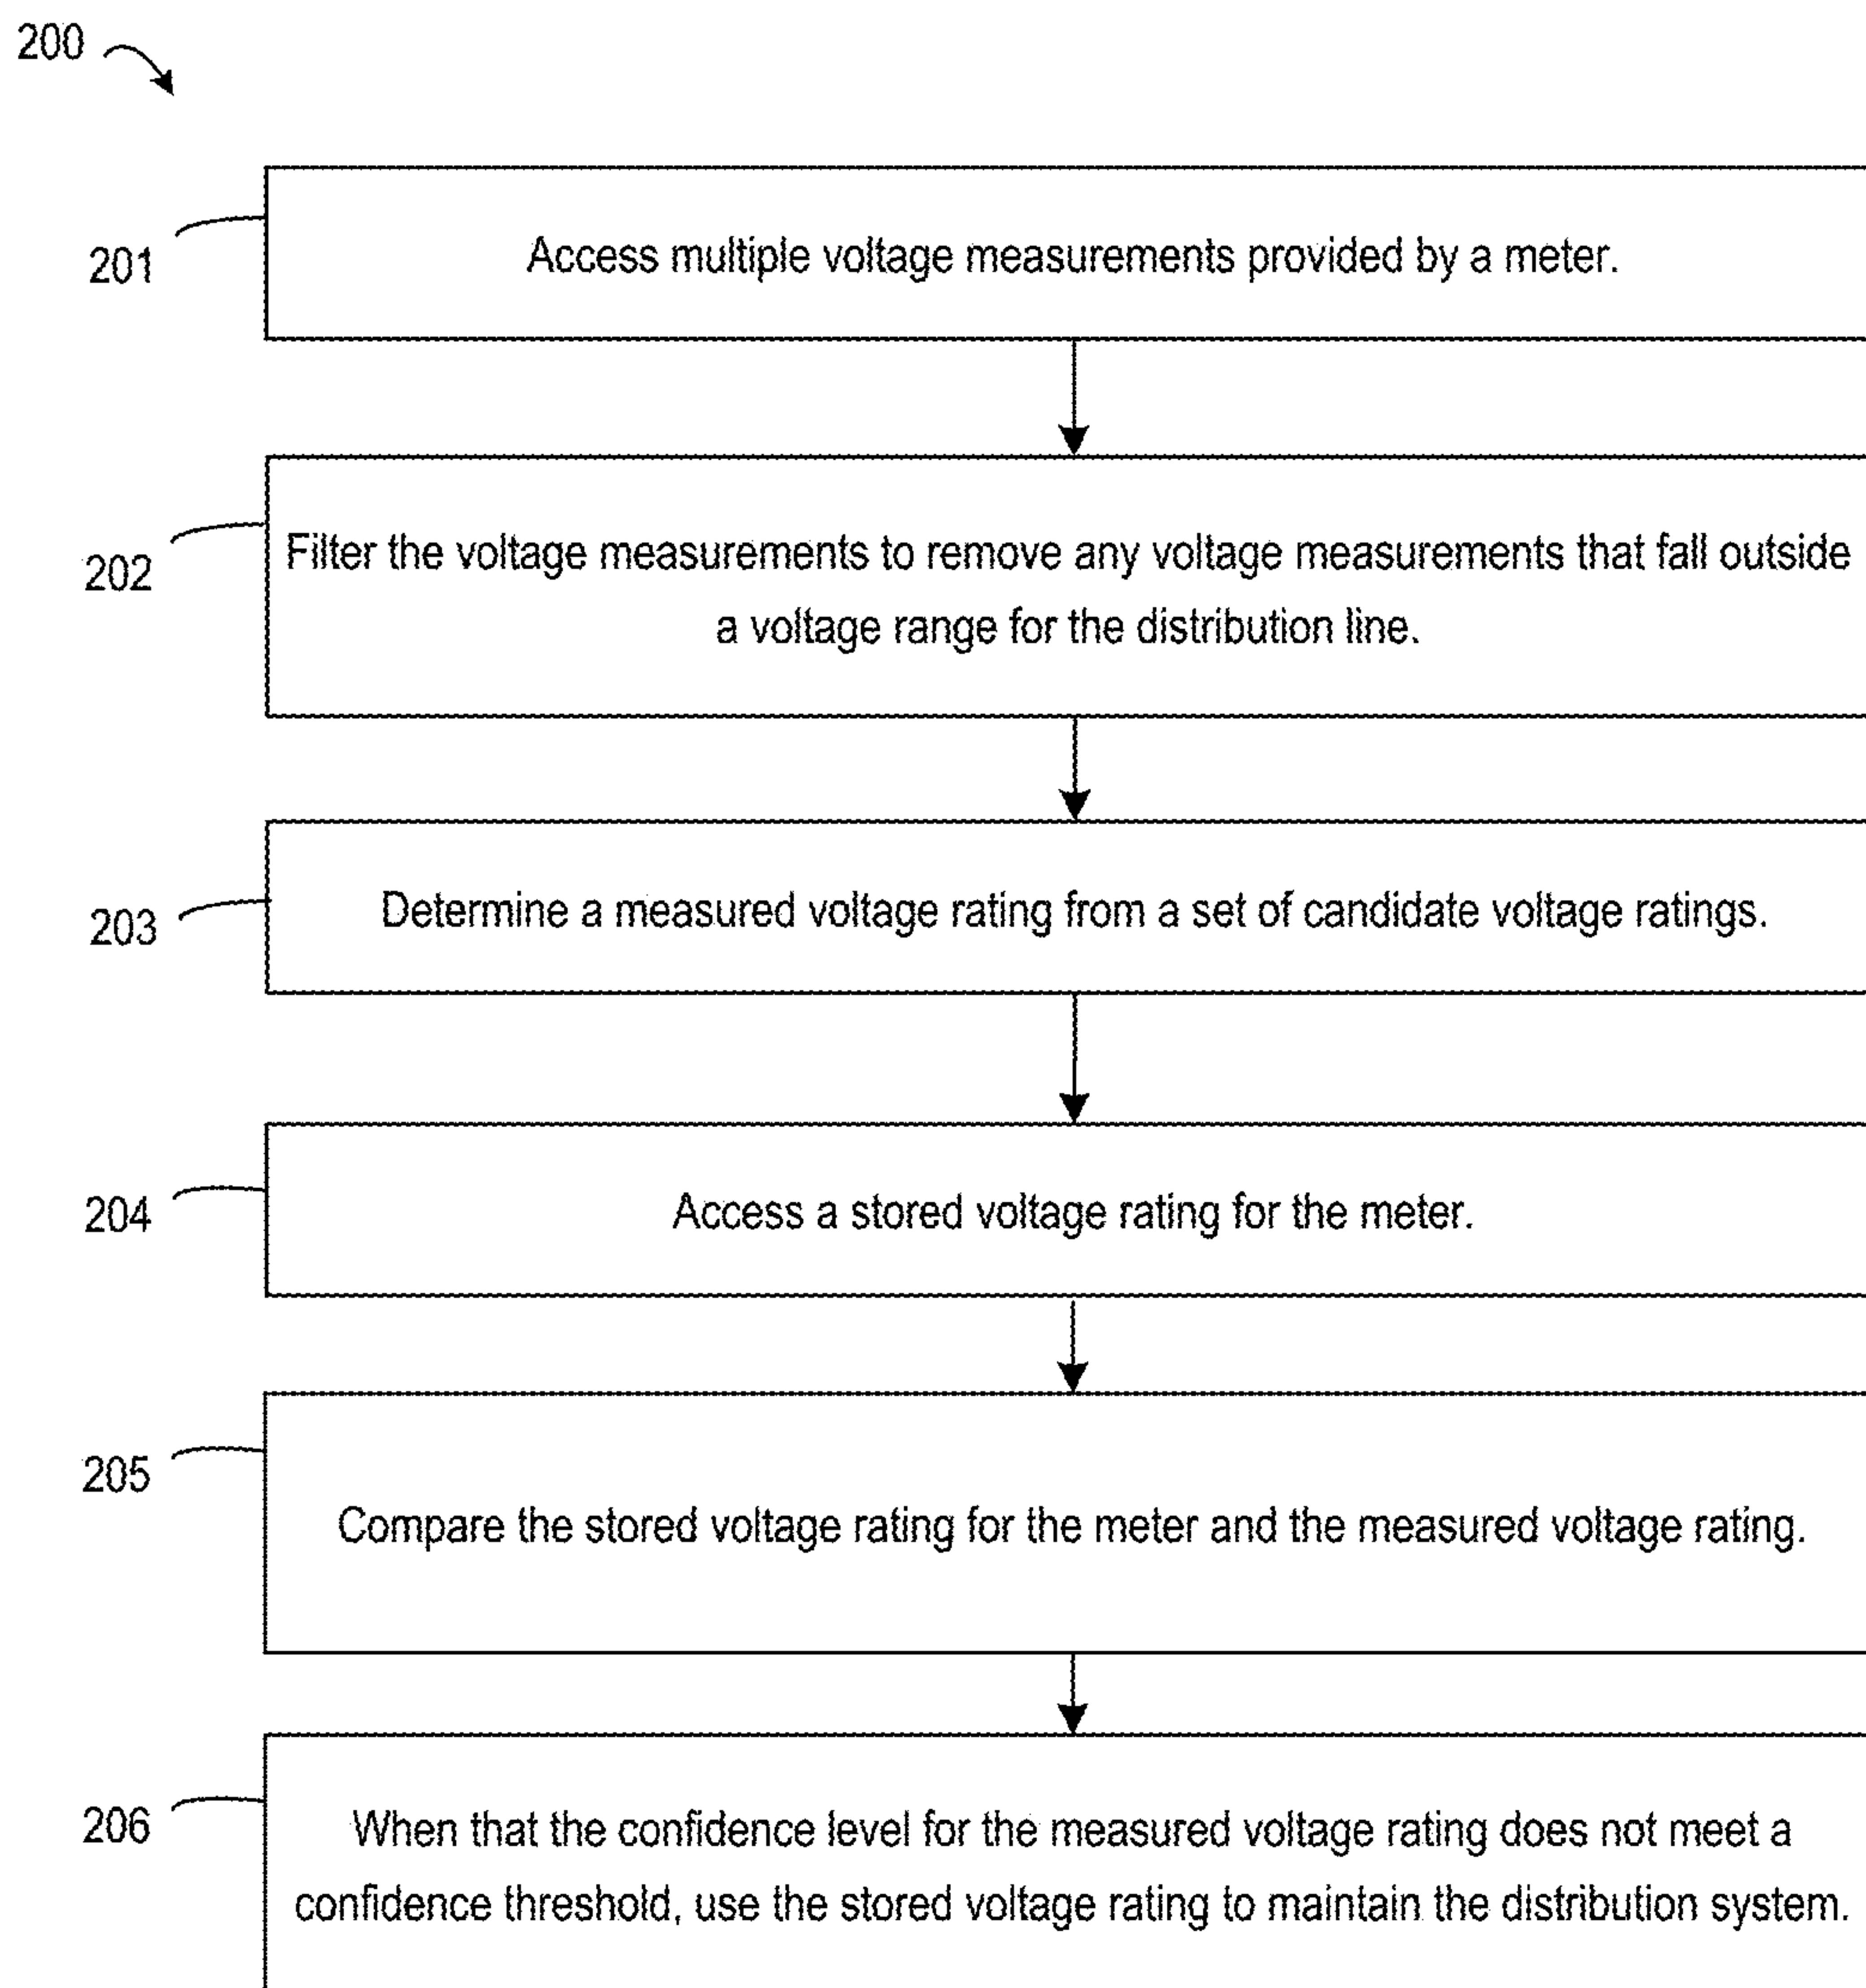 200
201
Access multiple voltage measurements provided by a meter.
202
Filter the voltage measurements to remove any voltage measurements that fall outside
a voltage range for the distribution line.
203
Determine a measured voltage rating from a set of candidate voltage ratings.
204
Access a stored voltage rating for the meter.
205
Compare the stored voltage rating for the meter and the measured voltage rating.
206
When that the confidence level for the measured voltage rating does not meet a
confidence threshold, use the stored voltage rating to maintain the distribution system.